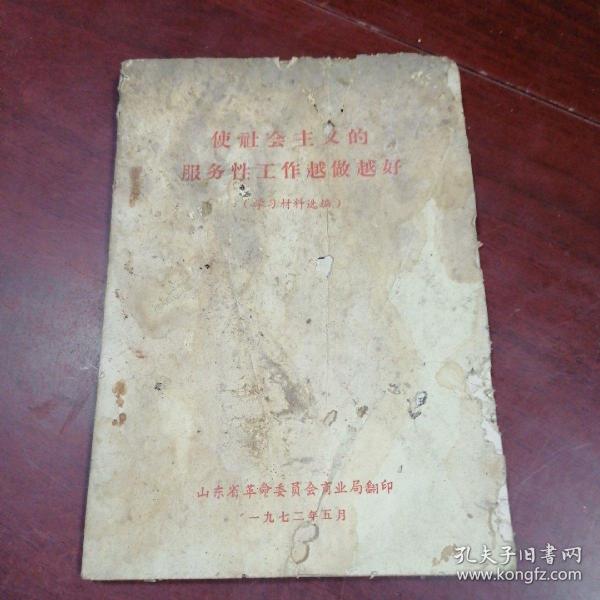 使社会主义的
服务性工作越做越好
(学习材料选编)
山东省革命委员会商业局翻印
一九七二年五月
孔夫子旧书网
www.kongfz.com